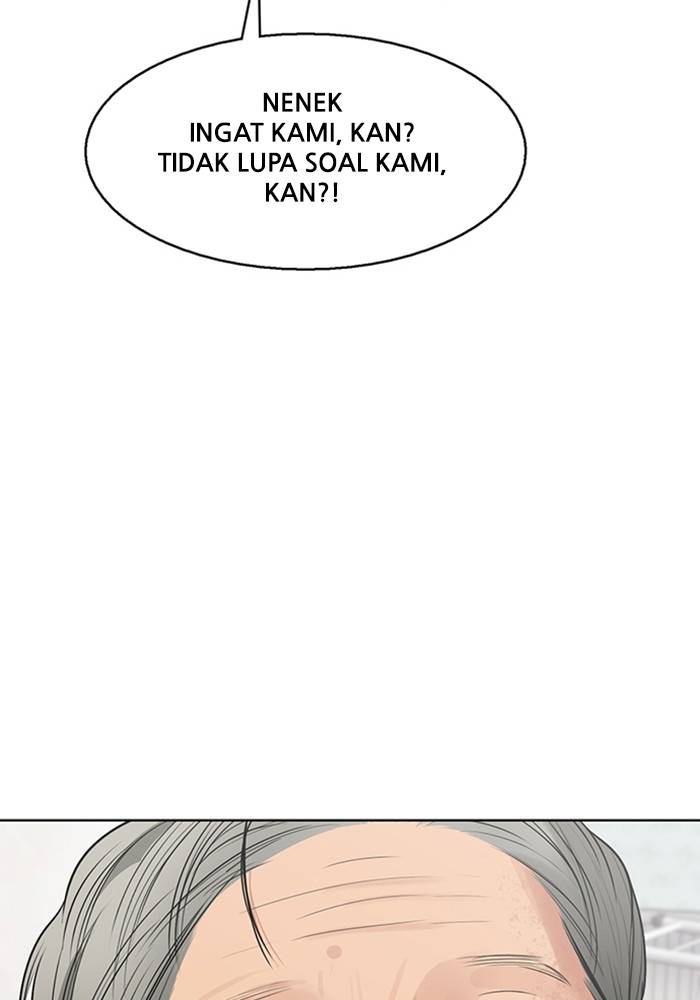 NENEK
INGAT KAMI, KAN?
TIDAK LUPA SOAL KAMI,
KAN?!